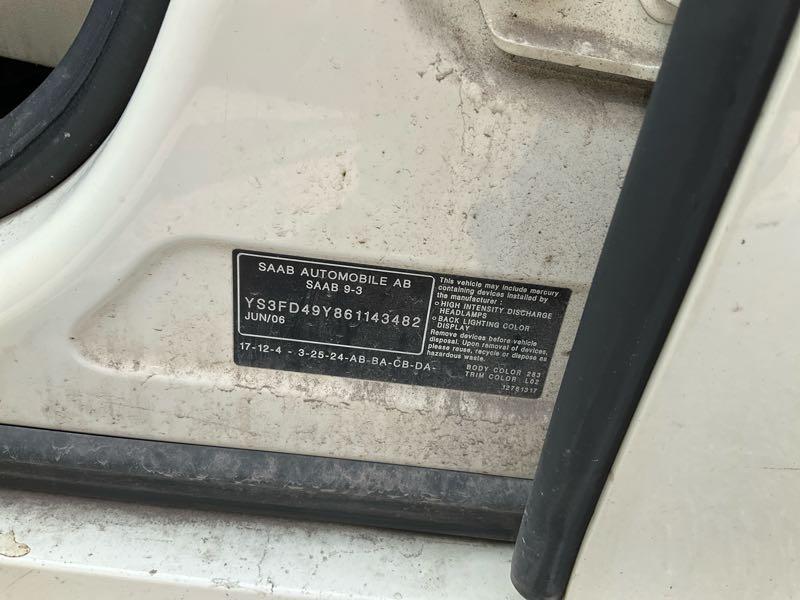 SAAB AUTOMOBILE AB
SAAB 9-3
YS3FD49Y861143482
JUN/06
17-12-4 - 3-25-24-AB-BA-CB-DA-
This vehicle may include mercury
containing devices installed by
the manufacturer :
○ HIGH INTENSITY DISCHARGE
HEADLAMPS
○ BACK LIGHTING COLOR
DISPLAY
Remove devices before vehicle
disposal. Upon removal of devices,
please reuse, recycle or dispose as
hazardous waste.
BODY COLOR 283
TRIM COLOR L02
12781317